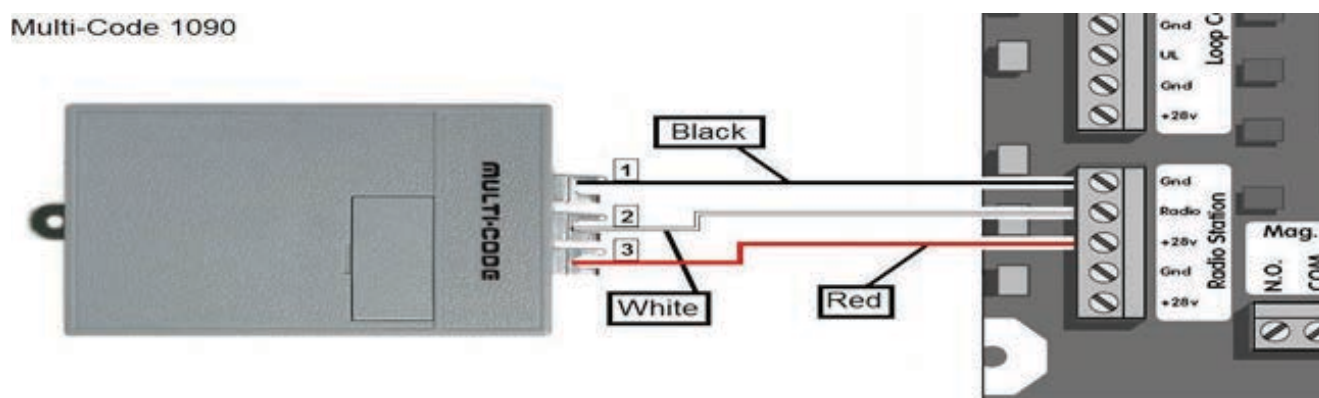 Multi-Code 1090
MULTI-CODE
1
2
3
Black
White
Red
Gnd
UL
Gnd
+28v
Gnd
Radio
+28v
Gnd
+28v
Radio Station
Mag.
N.O.
COM